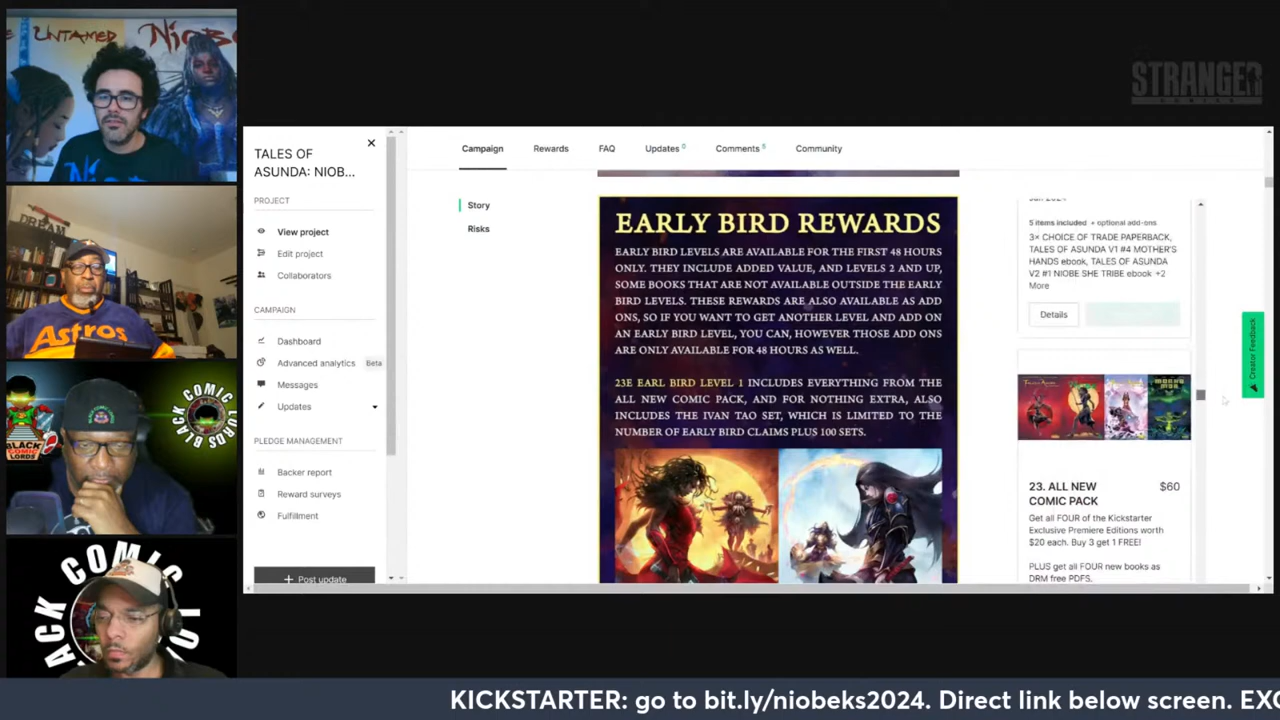 UNTAMED
NIOB
DREAM
Astros
BLACK
COMIC
LORDS
BLACK COMIC LORDS
COMIC
STRANGER
TALES OF
ASUNDA: NIOB...
PROJECT
View project
Edit project
Collaborators
CAMPAIGN
Dashboard
Advanced analytics Beta
Messages
Updates
PLEDGE MANAGEMENT
Backer report
Reward surveys
Fulfillment
+ Post update
Campaign Rewards FAQ Updates 0 Comments 5 Community
Story
Risks
EARLY BIRD REWARDS
EARLY BIRD LEVELS ARE AVAILABLE FOR THE FIRST 48 HOURS
ONLY. THEY INCLUDE ADDED VALUE, AND LEVELS 2 AND UP,
SOME BOOKS THAT ARE NOT AVAILABLE OUTSIDE THE EARLY
BIRD LEVELS. THESE REWARDS ARE ALSO AVAILABLE AS ADD
ONS, SO IF YOU WANT TO GET ANOTHER LEVEL AND ADD ON
AN EARLY BIRD LEVEL, YOU CAN, HOWEVER THOSE ADD ONS
ARE ONLY AVAILABLE FOR 48 HOURS AS WELL.
23E EARL BIRD LEVEL 1 INCLUDES EVERYTHING FROM THE
ALL NEW COMIC PACK, AND FOR NOTHING EXTRA, ALSO
INCLUDES THE IVAN TAO SET, WHICH IS LIMITED TO THE
NUMBER OF EARLY BIRD CLAIMS PLUS 100 SETS.
5 items included + optional add-ons
3× CHOICE OF TRADE PAPERBACK,
TALES OF ASUNDA V1 #4 MOTHER'S
HANDS ebook, TALES OF ASUNDA
V2 #1 NIOBE SHE TRIBE ebook +2
More
Details
23. ALL NEW
COMIC PACK
$60
Get all FOUR of the Kickstarter
Exclusive Premiere Editions worth
$20 each. Buy 3 get 1 FREE!
PLUS get all FOUR new books as
DRM free PDFS.
Creator Feedback
KICKSTARTER: go to bit.ly/niobeks2024. Direct link below screen. EXC